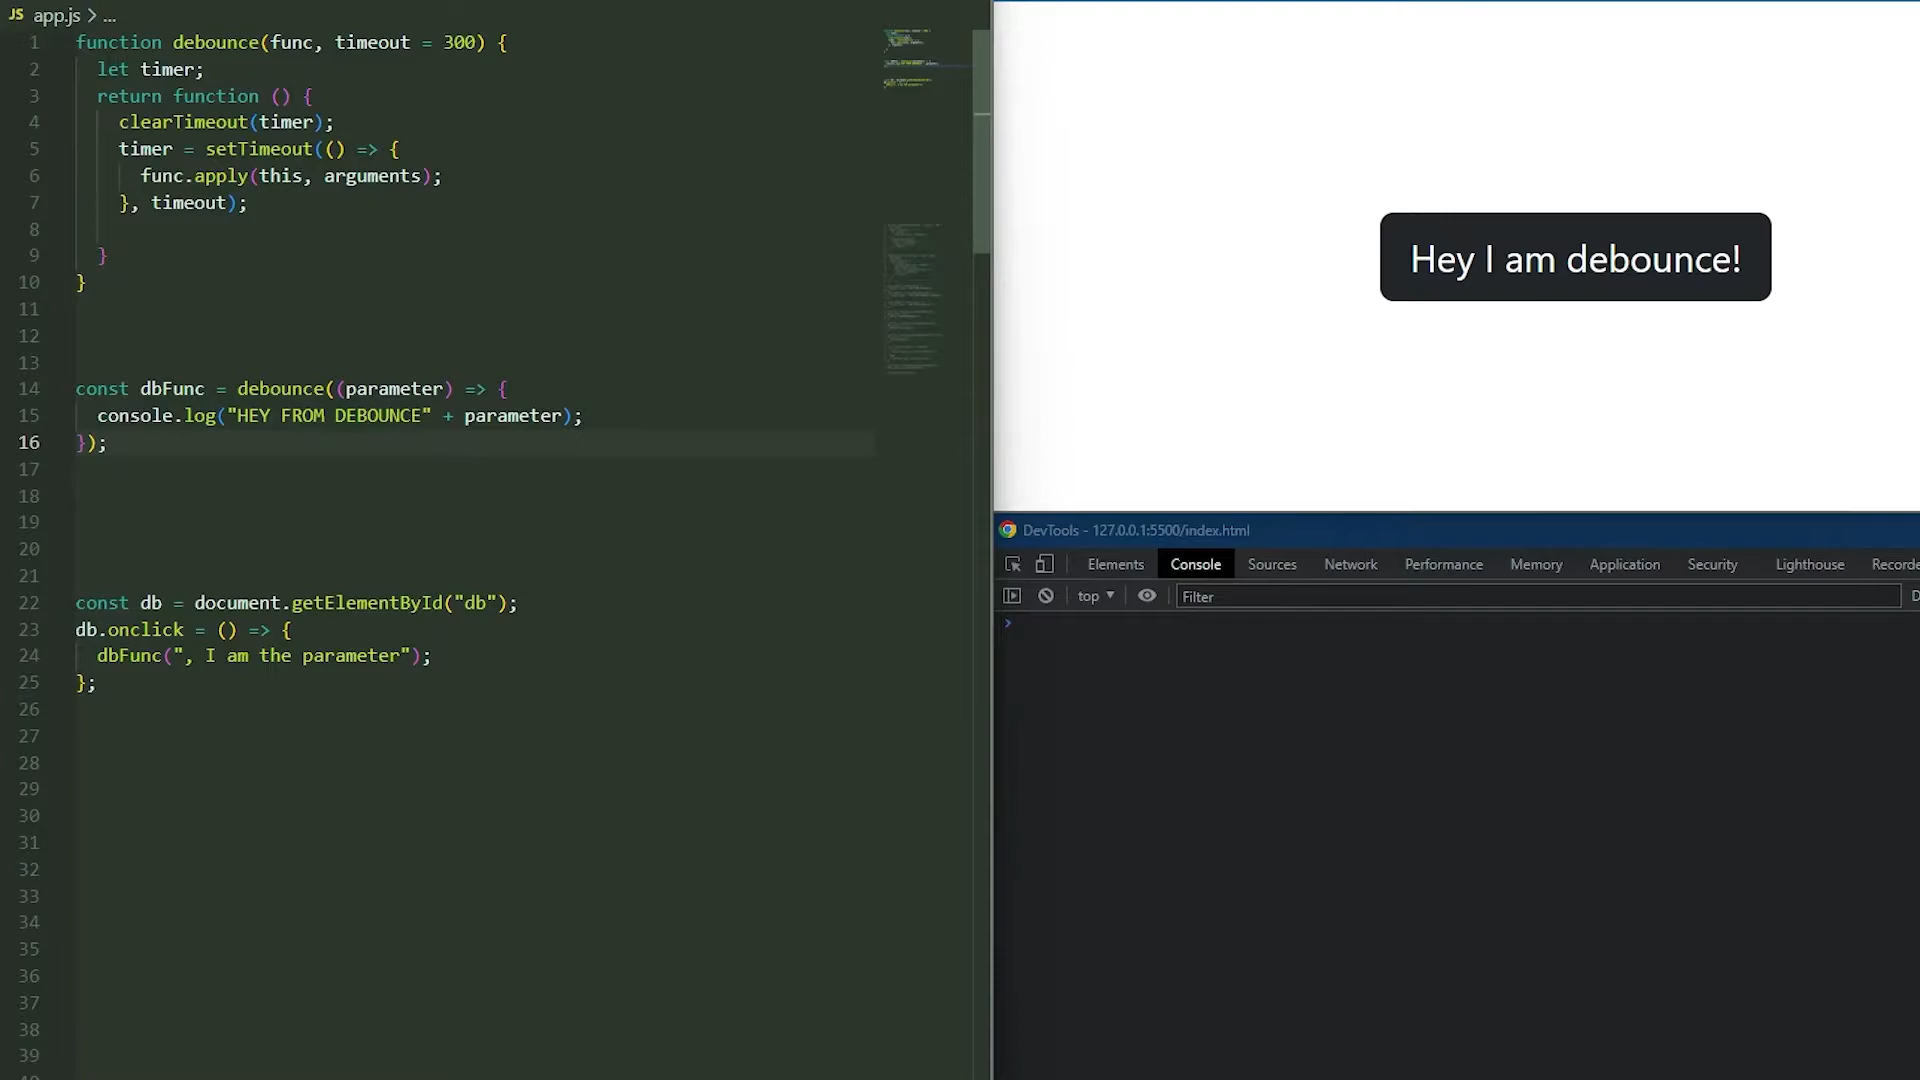 JS app.js > ...
1 function debounce(func, timeout = 300) {
2 let timer;
3 return function () {
4 clearTimeout(timer);
5 timer = setTimeout(() => {
6 func.apply(this, arguments);
7 }, timeout);
8
9 }
10 }
11
12
13
14 const dbFunc = debounce((parameter) => {
15 console.log("HEY FROM DEBOUNCE" + parameter);
16 });
17
18
19
20
21
22 const db = document.getElementById("db");
23 db.onclick = () => {
24 dbFunc(", I am the parameter");
25 };
26
27
28
29
30
31
32
33
34
35
36
37
38
39
Hey I am debounce!
DevTools - 127.0.0.1:5500/index.html
Elements Console Sources Network Performance Memory Application Security Lighthouse Recorde
top Filter D